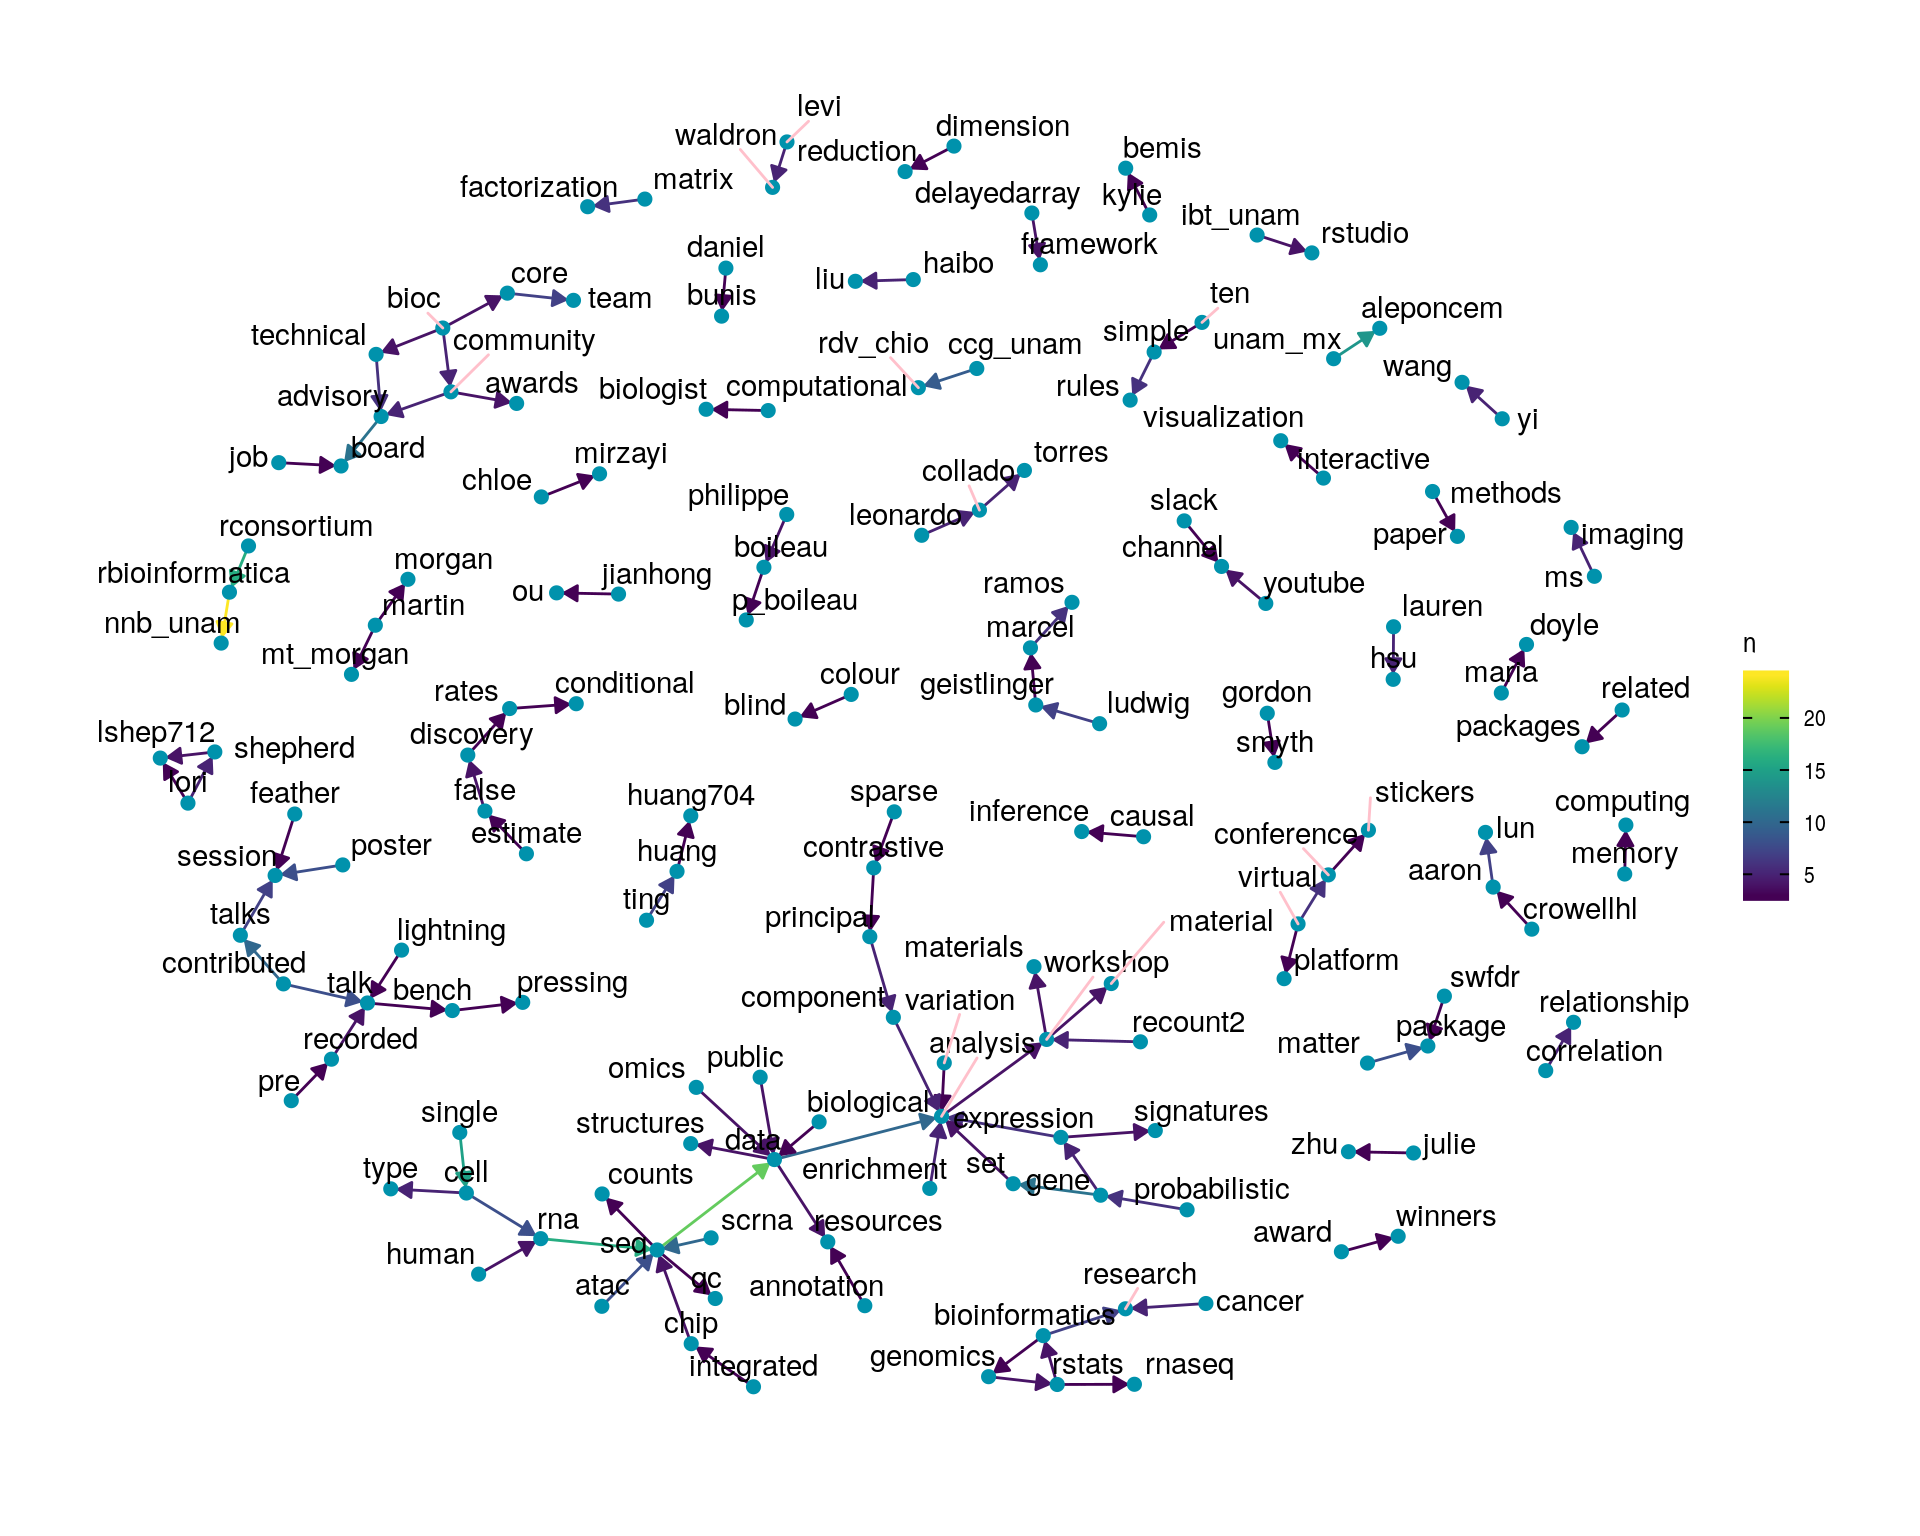 levi
waldron
dimension
reduction
bemis
factorization
matrix
delayedarray
kylie
ibt_unam
rstudio
daniel
framework
core
liu
haibo
bioc
team
bunis
ten
technical
community
aleponcem
simple
unam_mx
rdv_chio
ccg_unam
wang
advisory
awards
biologist
computational
rules
visualization
yi
job
board
mirzayi
torres
interactive
chloe
collado
philippe
slack
methods
leonardo
rconsortium
paper
imaging
morgan
boileau
channel
rbioinformatica
ou
jianhong
ramos
youtube
ms
martin
p_boileau
lauren
nnb_unam
marcel
doyle
n
mt_morgan
hsu
maria
rates
conditional
colour
geistlinger
gordon
related
blind
ludwig
20
lshep712
shepherd
discovery
smyth
packages
15
lori
feather
false
huang704
sparse
inference
causal
stickers
computing
10
estimate
conference
lun
session
poster
huang
contrastive
virtual
aaron
memory
5
ting
talks
principal
material
crowellhl
lightning
materials
workshop
contributed
talk
bench
pressing
platform
swfdr
component
variation
relationship
recorded
analysis
recount2
matter
package
correlation
pre
omics
public
single
structures
biological
expression
signatures
type
cell
data
zhu
julie
counts
enrichment
set
gene
probabilistic
rna
scrna
resources
winners
human
seq
award
atac
qc
annotation
research
chip
bioinformatics
cancer
integrated
genomics
rstats
rnaseq